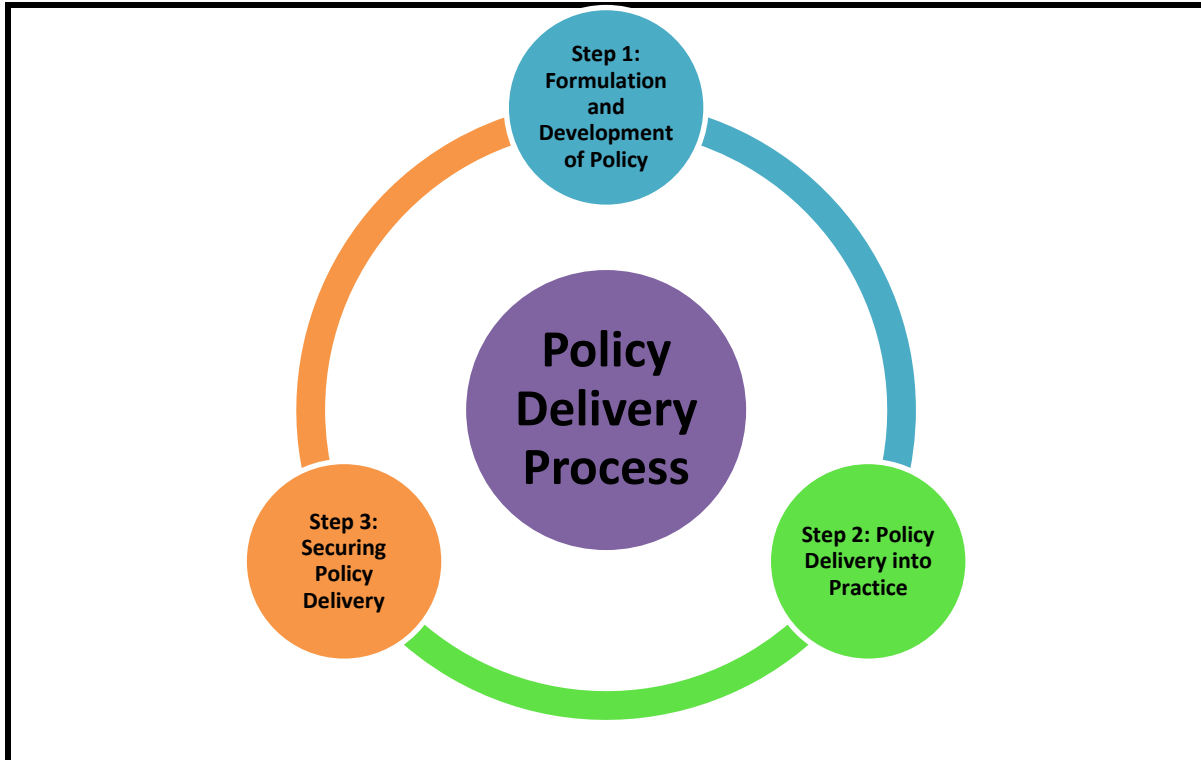 Step 1:
Formulation
and
Development
of Policy
Policy
Delivery
Process
Step 2: Policy
Delivery into
Practice
Step 3:
Securing
Policy
Delivery